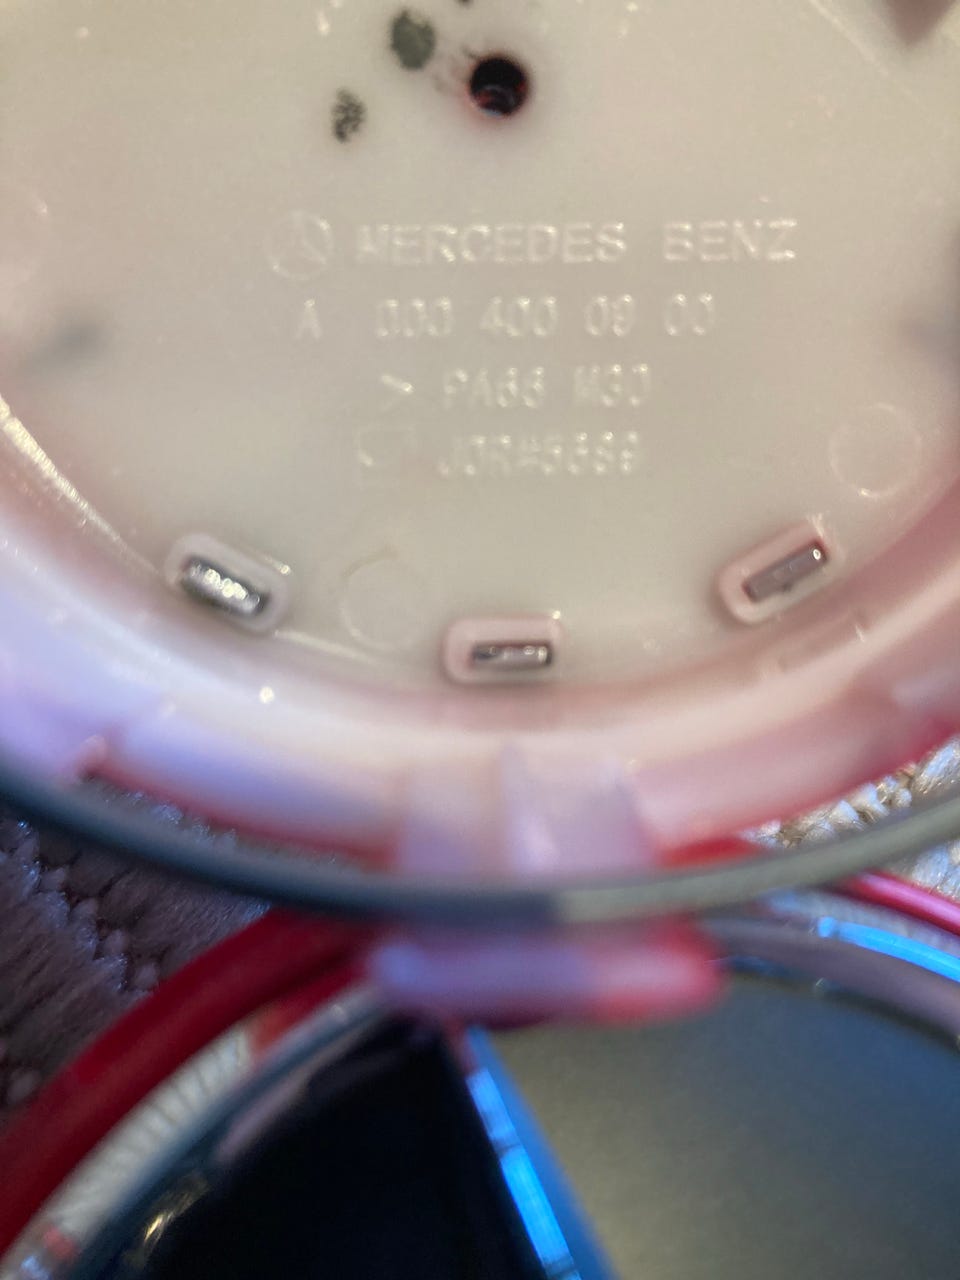 MERCEDES BENZ
A 000 400 09 00
> PA66 M30